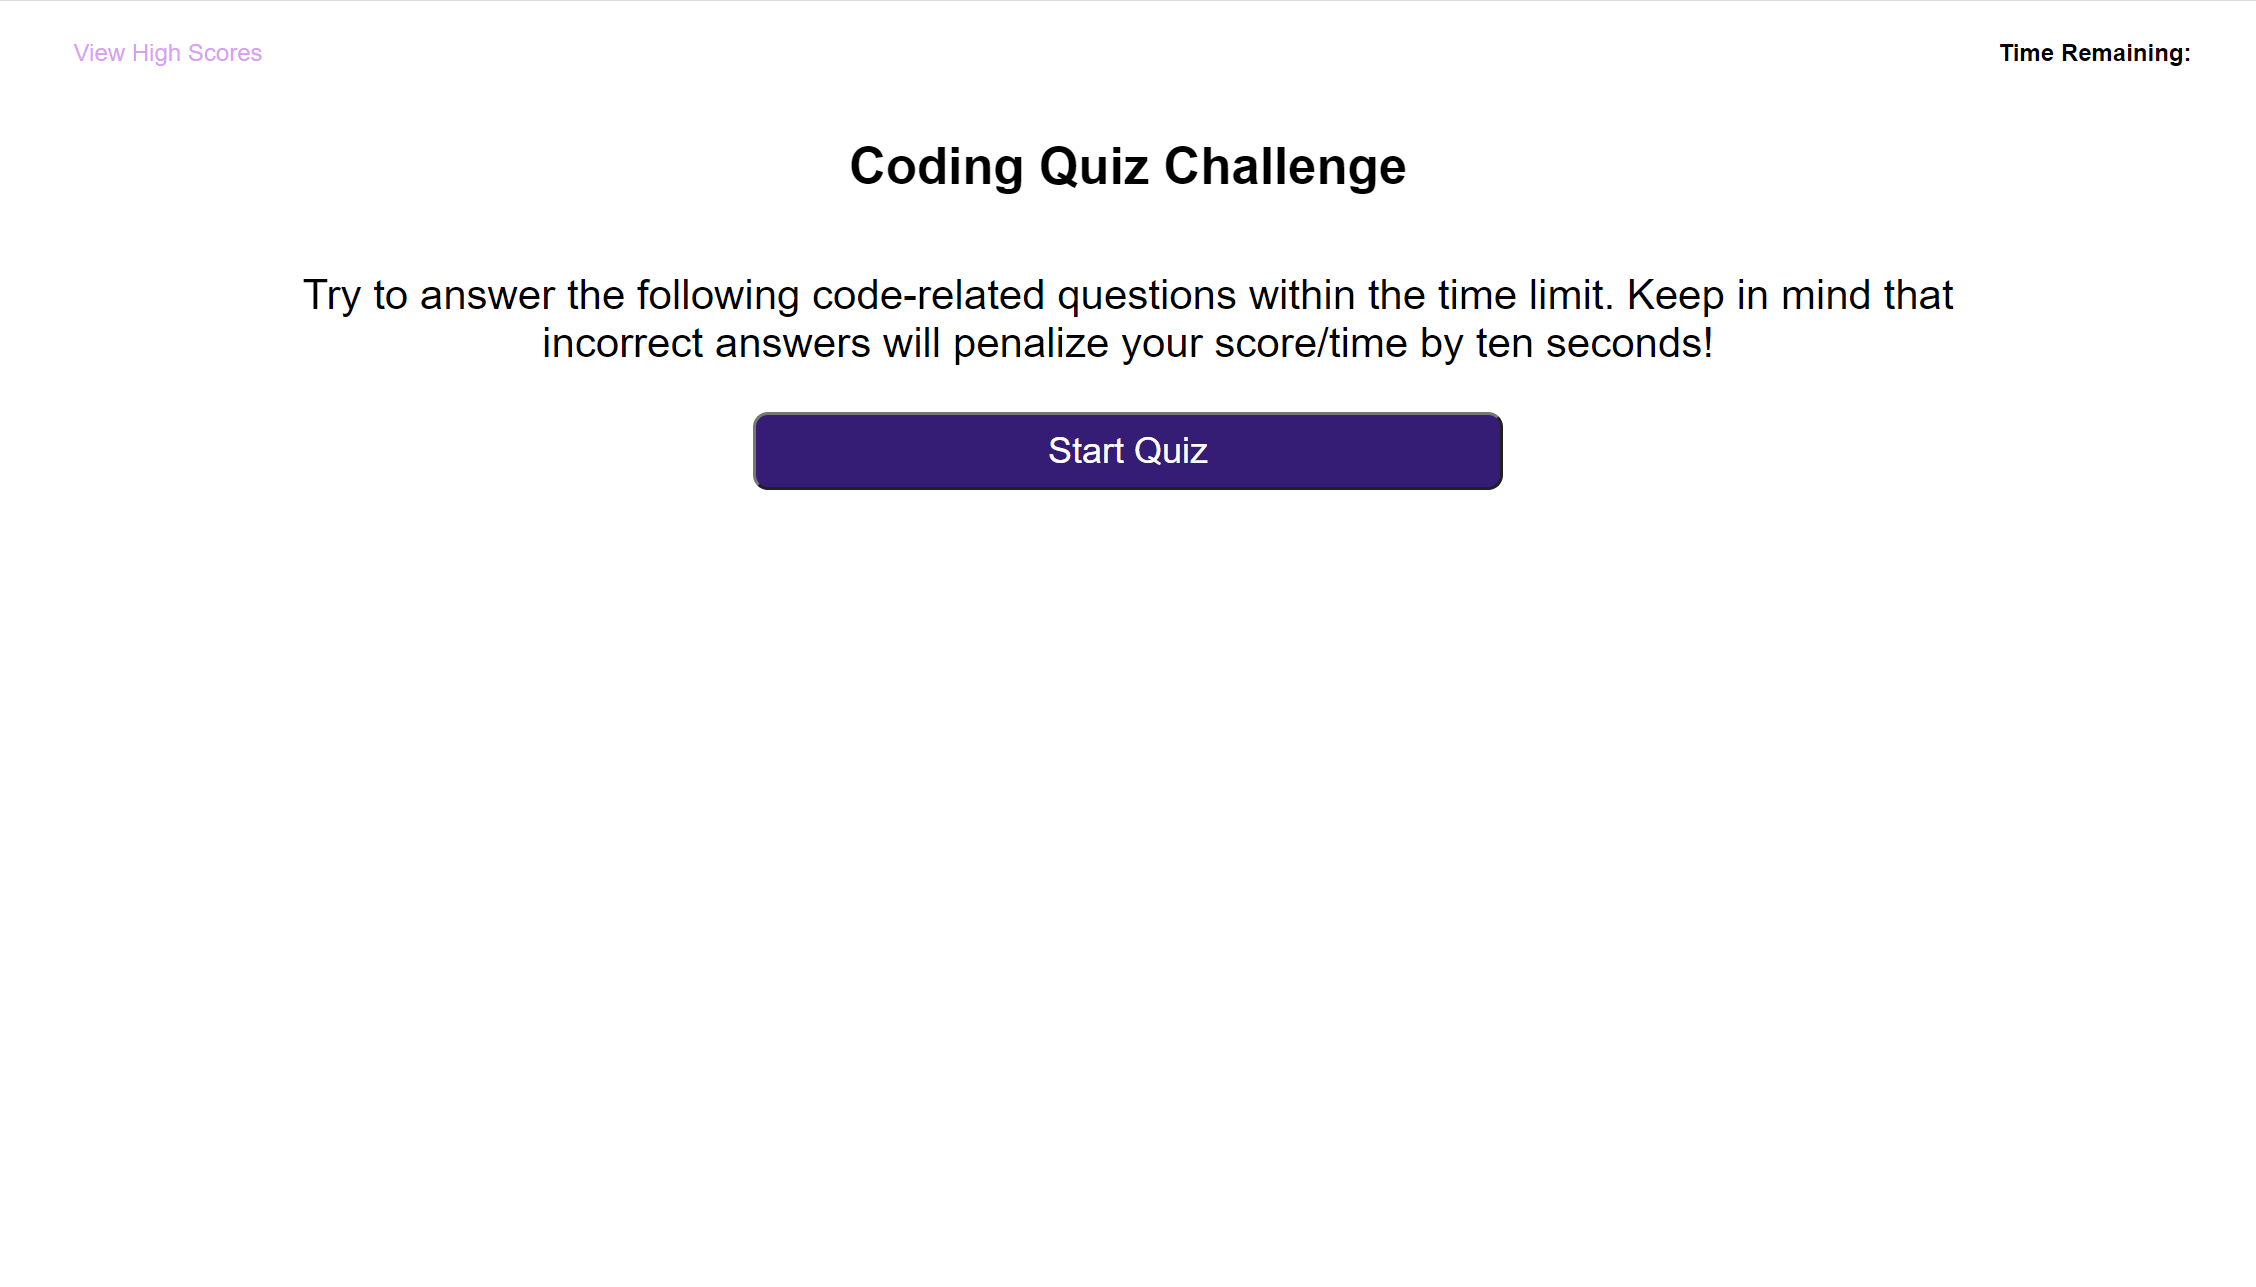 View High Scores
Time Remaining:
Coding Quiz Challenge
Try to answer the following code-related questions within the time limit. Keep in mind that
incorrect answers will penalize your score/time by ten seconds!
Start Quiz